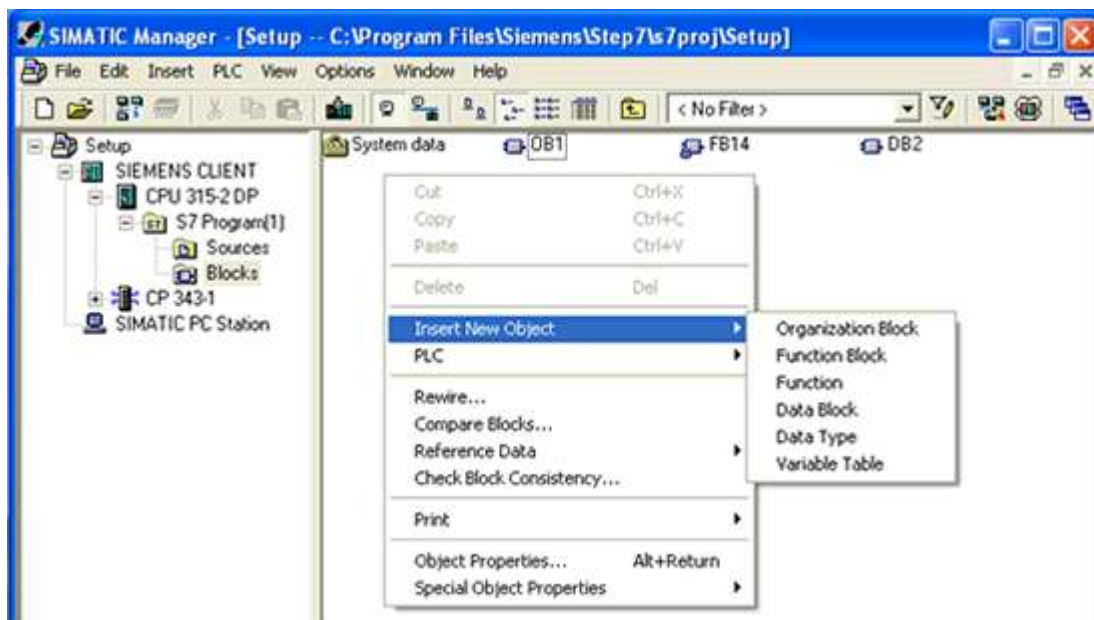 SIMATIC Manager - [Setup -- C:\Program Files\Siemens\Step7\s7proj\Setup]
File Edit Insert PLC View Options Window Help
< No Filter >
Setup
SIEMENS CLIENT
CPU 315-2 DP
S7 Program(1)
Sources
Blocks
CP 343-1
SIMATIC PC Station
System data OB1 FB14 DB2
Cut Ctrl+X
Copy Ctrl+C
Paste Ctrl+V
Delete Del
Insert New Object
PLC
Rewire...
Compare Blocks...
Reference Data
Check Block Consistency...
Print
Object Properties... Alt+Return
Special Object Properties
Organization Block
Function Block
Function
Data Block
Data Type
Variable Table